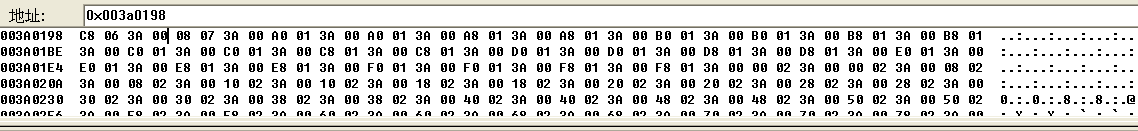 地址: 0x003a0198
003A0198 C8 06 3A 00 08 07 3A 00 A0 01 3A 00 A0 01 3A 00 A8 01 3A 00 A8 01 3A 00 B0 01 3A 00 B0 01 3A 00 B8 01 3A 00 B8 01 ..:...:...:...:..
003A01BE 3A 00 C0 01 3A 00 C0 01 3A 00 C8 01 3A 00 C8 01 3A 00 D0 01 3A 00 D0 01 3A 00 D8 01 3A 00 D8 01 3A 00 E0 01 3A 00 :...:...:...:...:
003A01E4 E0 01 3A 00 E8 01 3A 00 E8 01 3A 00 F0 01 3A 00 F0 01 3A 00 F8 01 3A 00 F8 01 3A 00 00 02 3A 00 00 02 3A 00 08 02 ..:...:...:...:..
003A020A 3A 00 08 02 3A 00 10 02 3A 00 10 02 3A 00 18 02 3A 00 18 02 3A 00 20 02 3A 00 20 02 3A 00 28 02 3A 00 28 02 3A 00 :...:...:...:...:
003A0230 30 02 3A 00 30 02 3A 00 38 02 3A 00 38 02 3A 00 40 02 3A 00 40 02 3A 00 48 02 3A 00 48 02 3A 00 50 02 3A 00 50 02 0.:.0.:.8.:.8.:.@